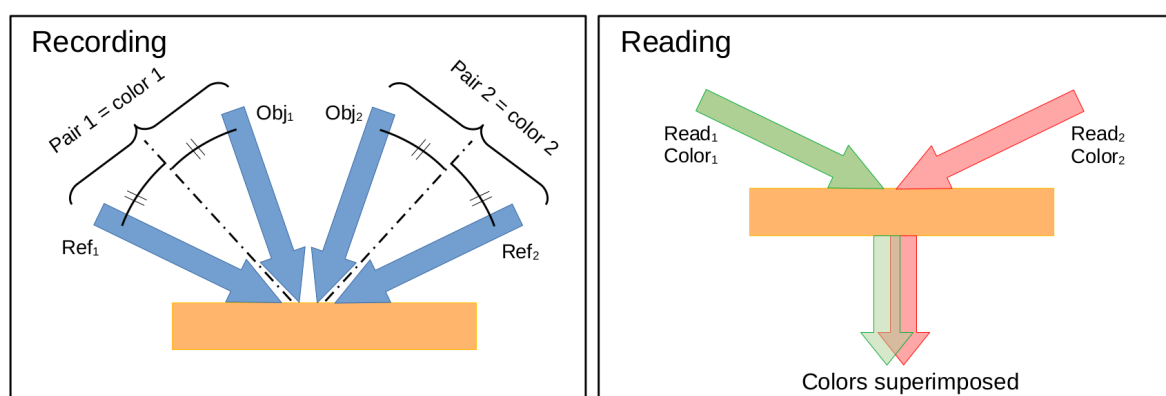 Recording
Pair 1 = color 1
Obj₁
Obj₂
Pair 2 = color 2
Ref₁
Ref₂
Reading
Read₁
Color₁
Read₂
Color₂
Colors superimposed